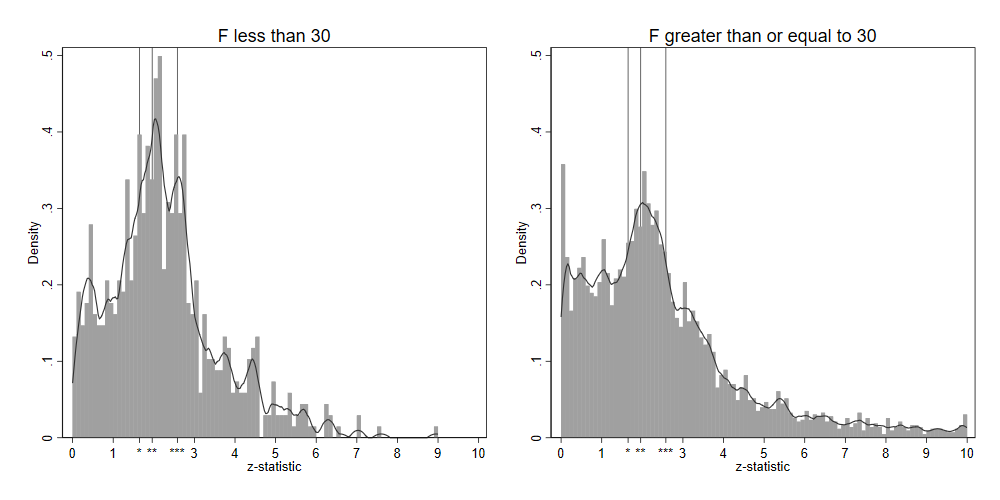 F less than 30
Density
0 .1 .2 .3 .4 .5
0 1 * ** *** 3 4 5 6 7 8 9 10
z-statistic
F greater than or equal to 30
Density
0 .1 .2 .3 .4 .5
0 1 * ** *** 3 4 5 6 7 8 9 10
z-statistic